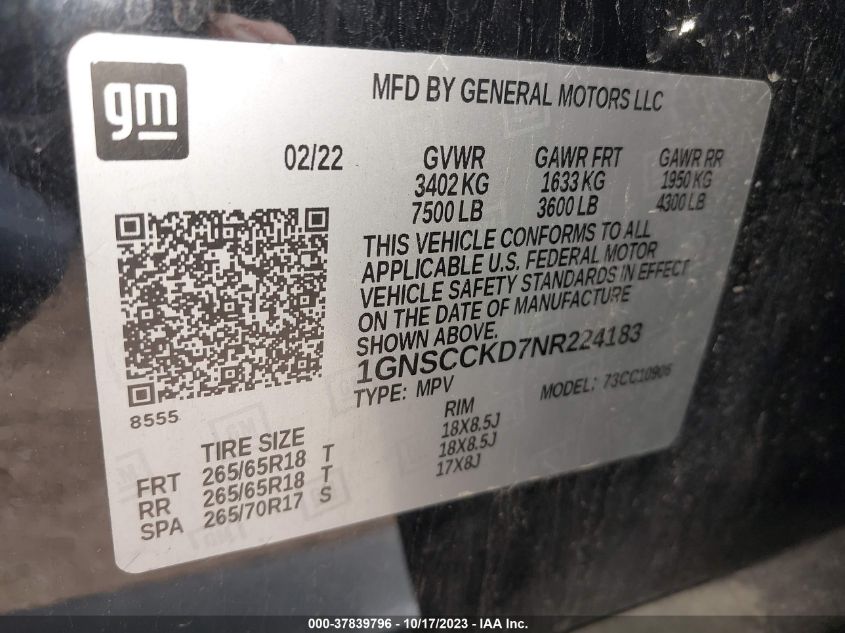 gm
MFD BY GENERAL MOTORS LLC
02/22 GVWR GAWR FRT GAWR RR
3402 KG 1633 KG 1950 KG
7500 LB 3600 LB 4300 LB
THIS VEHICLE CONFORMS TO ALL
APPLICABLE U.S. FEDERAL MOTOR
VEHICLE SAFETY STANDARDS IN EFFECT
ON THE DATE OF MANUFACTURE
SHOWN ABOVE.
1GNSCCKD7NR224183
TYPE: MPV MODEL: 73CC10906
8555
TIRE SIZE RIM
FRT 265/65R18 T 18X8.5J
RR 265/65R18 T 18X8.5J
SPA 265/70R17 S 17X8J
000-37839796 - 10/17/2023 - IAA Inc.